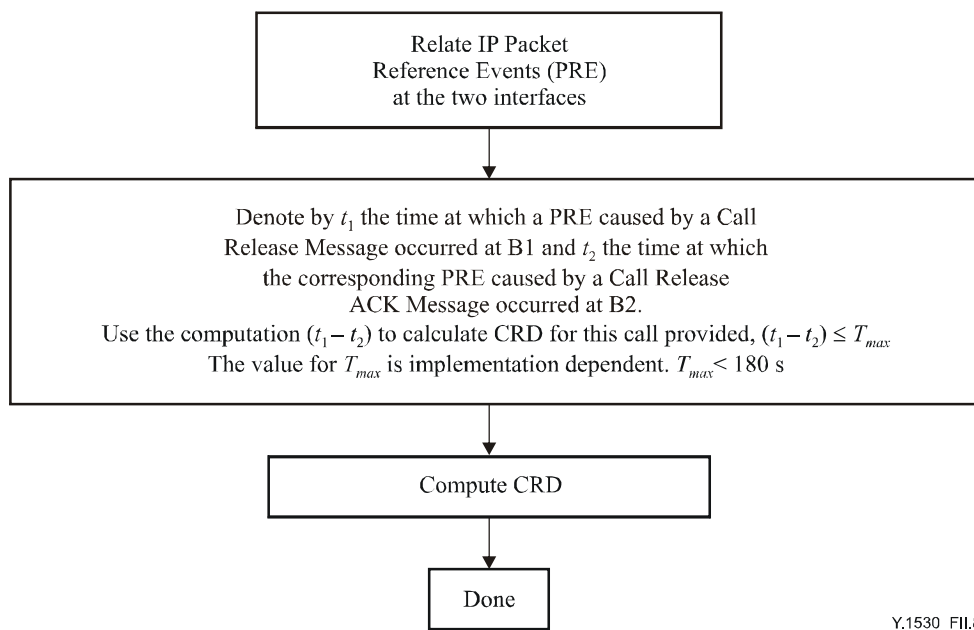 Relate IP Packet
Reference Events (PRE)
at the two interfaces
Denote by t₁ the time at which a PRE caused by a Call
Release Message occurred at B1 and t₂ the time at which
the corresponding PRE caused by a Call Release
ACK Message occurred at B2.
Use the computation (t₁ – t₂) to calculate CRD for this call provided, (t₁ – t₂) ≤ Tmax
The value for Tmax is implementation dependent. Tmax < 180 s
Compute CRD
Done
Y.1530_FII.